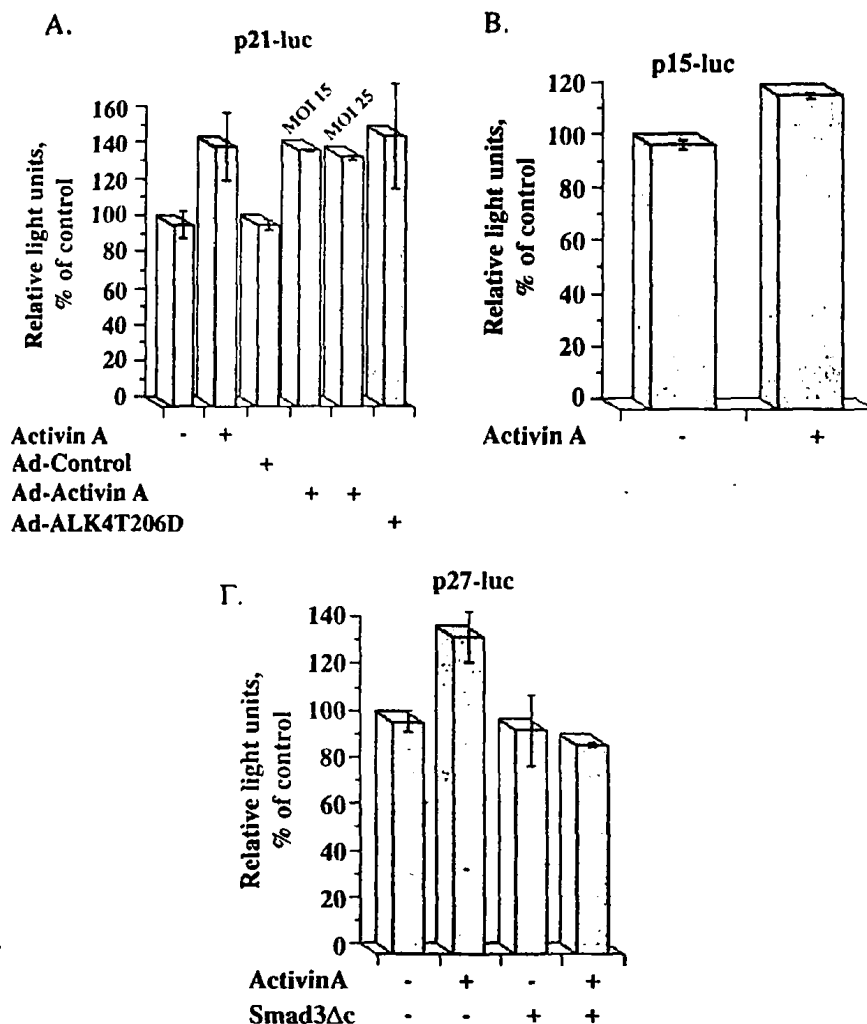 A.
p21-luc
Relative light units,
% of control
160
140
120
100
80
60
40
20
0
MOI 15
MOI 25
Activin A - +
Ad-Control +
Ad-Activin A + +
Ad-ALK4T206D +
B.
p15-luc
Relative light units,
% of control
120
100
80
60
40
20
0
Activin A - +
Γ.
p27-luc
Relative light units,
% of control
140
120
100
80
60
40
20
0
ActivinA - + - +
Smad3Δc - - + +